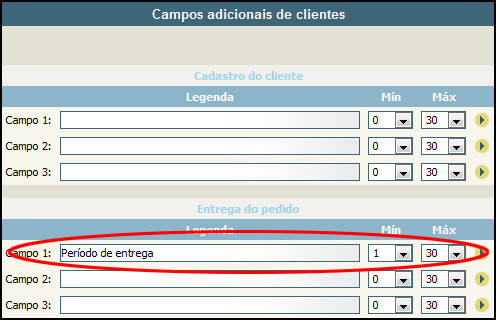 Campos adicionais de clientes
Cadastro do cliente
Legenda Mín Máx
Campo 1: 0 30
Campo 2: 0 30
Campo 3: 0 30
Entrega do pedido
Legenda Mín Máx
Campo 1: Período de entrega 1 30
Campo 2: 0 30
Campo 3: 0 30